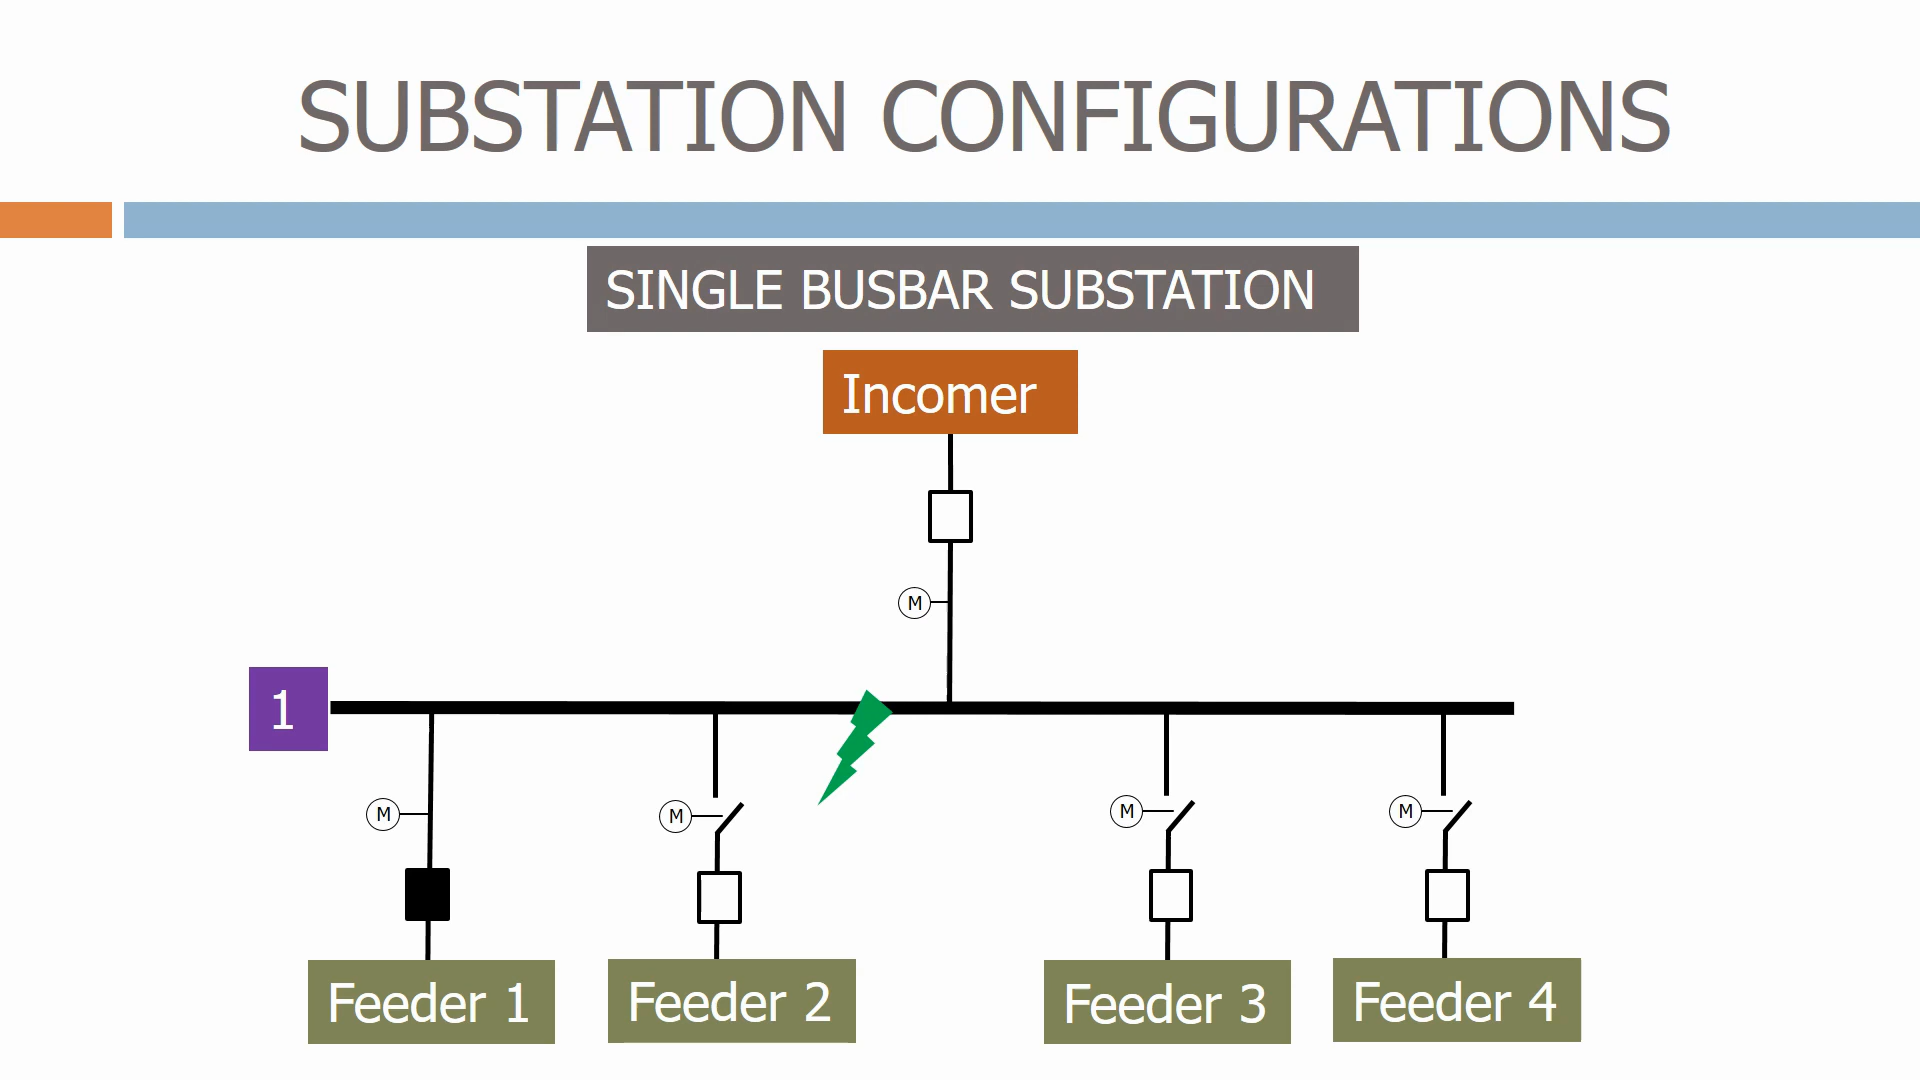 SUBSTATION CONFIGURATIONS
SINGLE BUSBAR SUBSTATION
Incomer
M
1
M
M
M
M
Feeder 1
Feeder 2
Feeder 3
Feeder 4